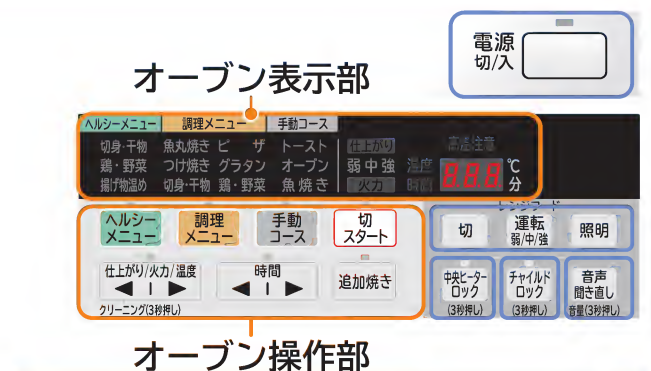 電源
切/入
オーブン表示部
ヘルシーメニュー 調理メニュー 手動コース
切身・干物 魚丸焼き ピザ トースト 仕上がり 高温注意
鶏・野菜 つけ焼き グラタン オーブン 弱 中 強 温度 888 ℃
揚げ物温め 切身・干物 鶏・野菜 魚焼き 火力 時間 分
レンジフード
ヘルシー
メニュー
調理
メニュー
手動
コース
切
スタート
切
運転
弱/中/強
照明
仕上がり/火力/温度
時間
追加焼き
クリーニング(3秒押し)
中央ヒーター
ロック
(3秒押し)
チャイルド
ロック
(3秒押し)
音声
聞き直し
音量(3秒押し)
オーブン操作部